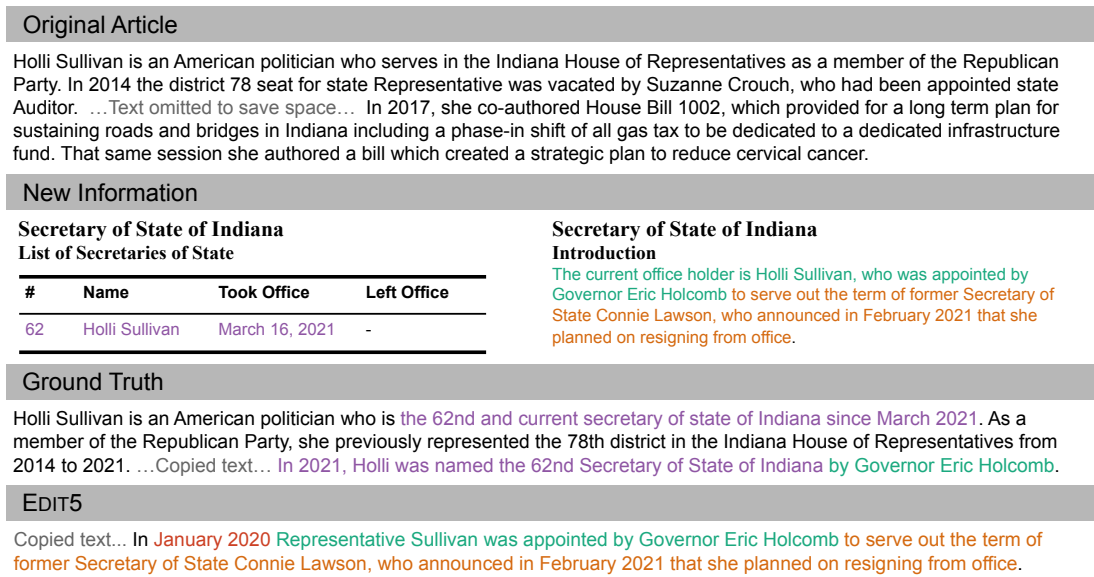 Original Article
Holli Sullivan is an American politician who serves in the Indiana House of Representatives as a member of the Republican
Party. In 2014 the district 78 seat for state Representative was vacated by Suzanne Crouch, who had been appointed state
Auditor. …Text omitted to save space… In 2017, she co-authored House Bill 1002, which provided for a long term plan for
sustaining roads and bridges in Indiana including a phase-in shift of all gas tax to be dedicated to a dedicated infrastructure
fund. That same session she authored a bill which created a strategic plan to reduce cervical cancer.
New Information
Secretary of State of Indiana
List of Secretaries of State
# Name Took Office Left Office
62 Holli Sullivan March 16, 2021 -
Secretary of State of Indiana
Introduction
The current office holder is Holli Sullivan, who was appointed by
Governor Eric Holcomb to serve out the term of former Secretary of
State Connie Lawson, who announced in February 2021 that she
planned on resigning from office.
Ground Truth
Holli Sullivan is an American politician who is the 62nd and current secretary of state of Indiana since March 2021. As a
member of the Republican Party, she previously represented the 78th district in the Indiana House of Representatives from
2014 to 2021. …Copied text… In 2021, Holli was named the 62nd Secretary of State of Indiana by Governor Eric Holcomb.
EDIT5
Copied text... In January 2020 Representative Sullivan was appointed by Governor Eric Holcomb to serve out the term of
former Secretary of State Connie Lawson, who announced in February 2021 that she planned on resigning from office.